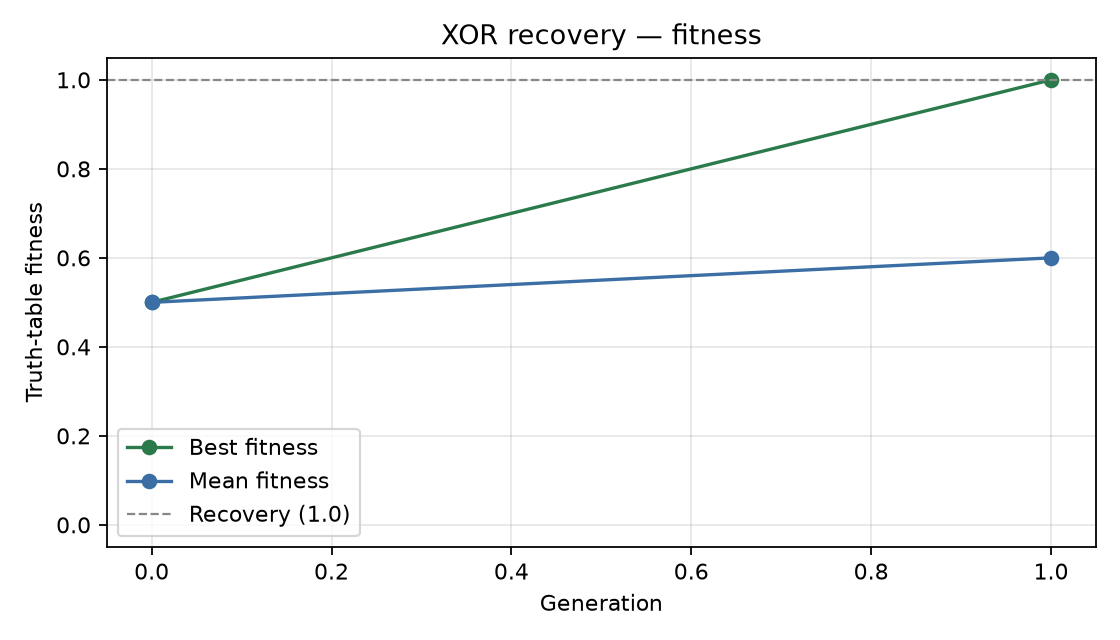 XOR recovery — fitness
Truth-table fitness
1.0
0.8
0.6
0.4
0.2
0.0
Best fitness
Mean fitness
Recovery (1.0)
0.0 0.2 0.4 0.6 0.8 1.0
Generation